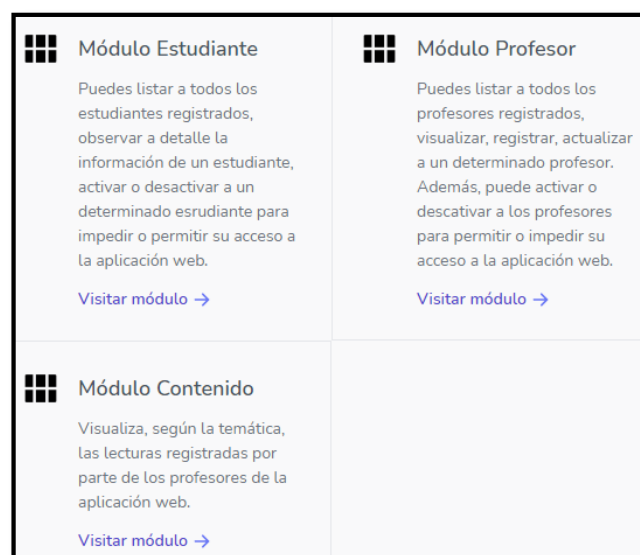 Módulo Estudiante
Puedes listar a todos los
estudiantes registrados,
observar a detalle la
información de un estudiante,
activar o desactivar a un
determinado esrudiante para
impedir o permitir su acceso a
la aplicación web.
Visitar módulo →
Módulo Profesor
Puedes listar a todos los
profesores registrados,
visualizar, registrar, actualizar
a un determinado profesor.
Además, puede activar o
descativar a los profesores
para permitir o impedir su
acceso a la aplicación web.
Visitar módulo →
Módulo Contenido
Visualiza, según la temática,
las lecturas registradas por
parte de los profesores de la
aplicación web.
Visitar módulo →